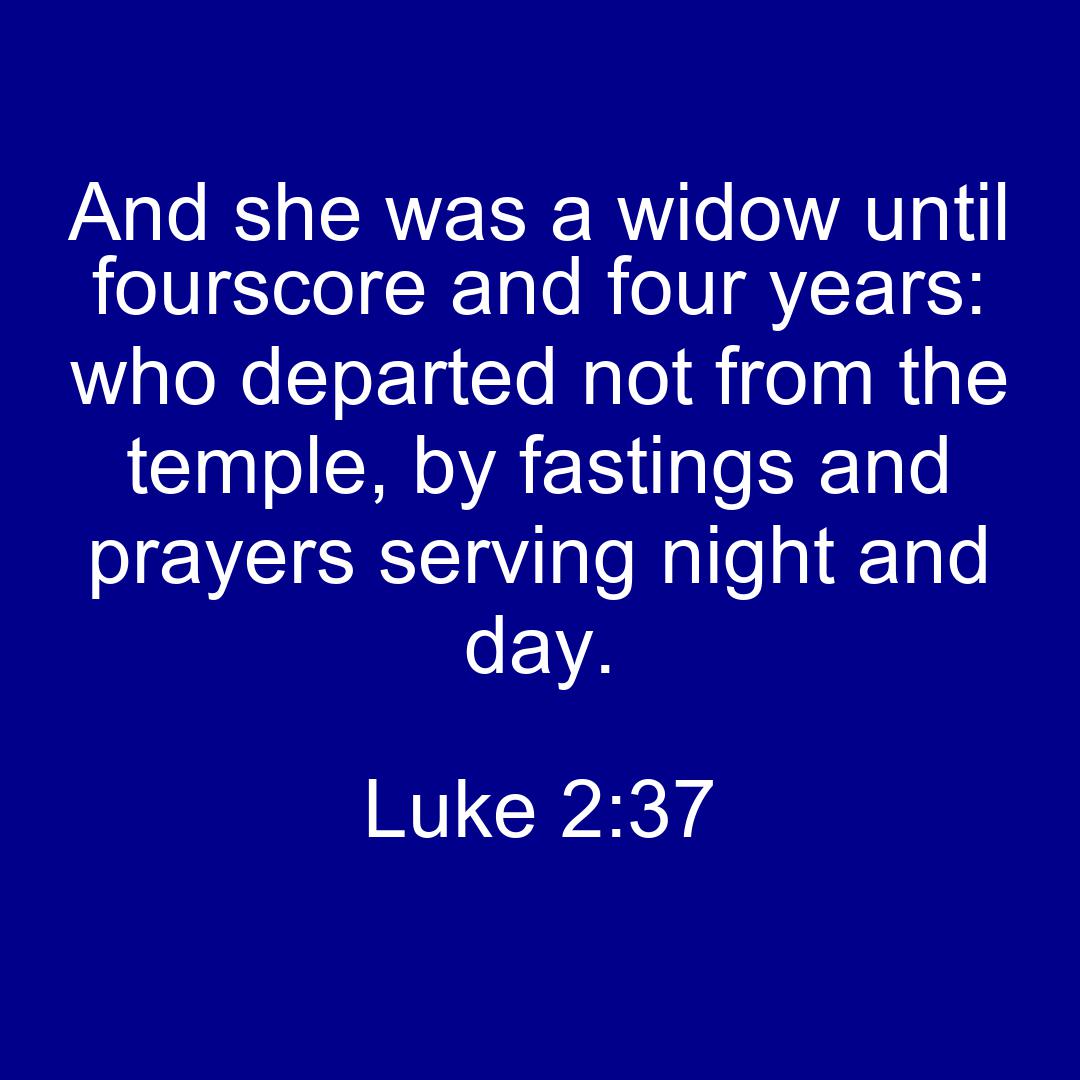 And she was a widow until
fourscore and four years:
who departed not from the
temple, by fastings and
prayers serving night and
day.
Luke 2:37